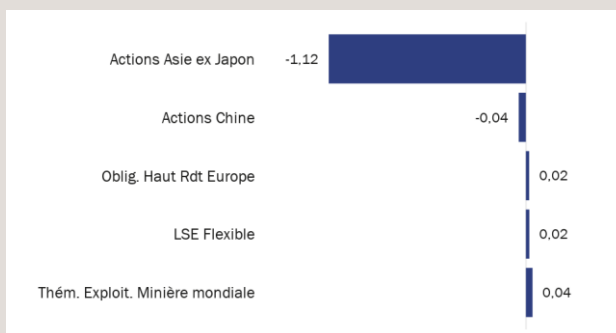 Actions Asie ex Japon -1,12
Actions Chine -0,04
Oblig. Haut Rdt Europe 0,02
LSE Flexible 0,02
Thém. Exploit. Minière mondiale 0,04